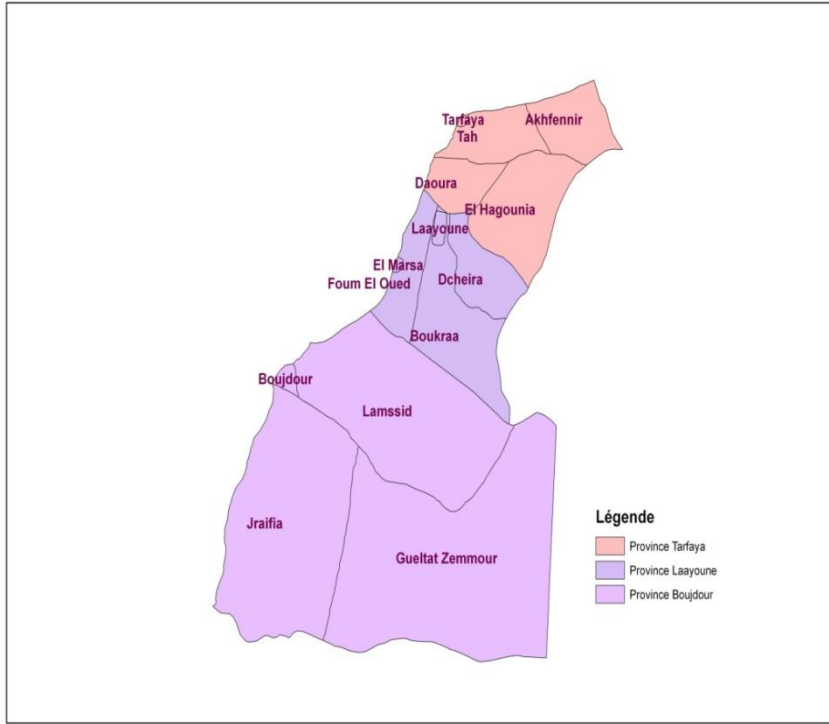 Tarfaya
Tah
Akhfennir
Daoura
El Hagounia
Laayoune
El Marsa
Foum El Oued
Dcheira
Boukraa
Boujdour
Lamssid
Jraifia
Gueltat Zemmour
Légende
Province Tarfaya
Province Laayoune
Province Boujdour